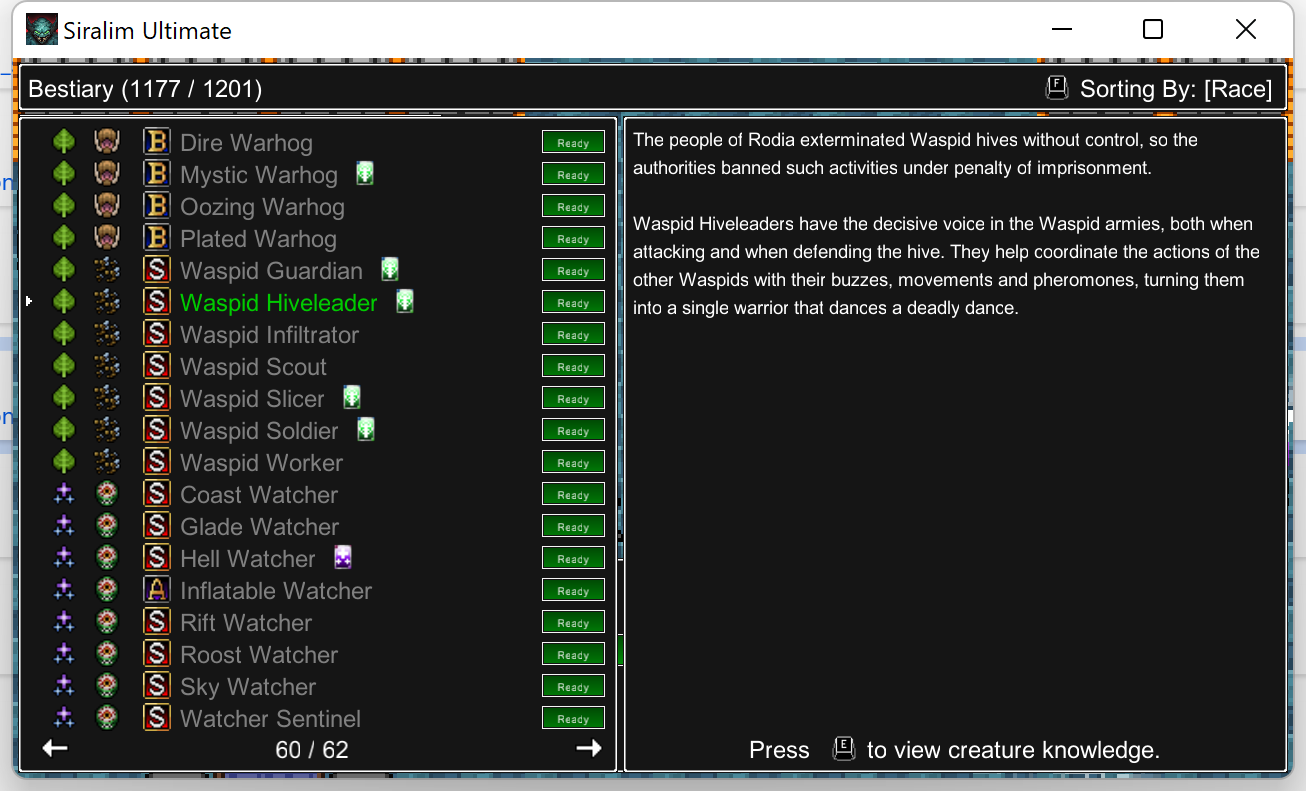 Siralim Ultimate
Bestiary (1177 / 1201)
F Sorting By: [Race]
B Dire Warhog Ready
B Mystic Warhog Ready
B Oozing Warhog Ready
B Plated Warhog Ready
S Waspid Guardian Ready
S Waspid Hiveleader Ready
S Waspid Infiltrator Ready
S Waspid Scout Ready
S Waspid Slicer Ready
S Waspid Soldier Ready
S Waspid Worker Ready
S Coast Watcher Ready
S Glade Watcher Ready
S Hell Watcher Ready
A Inflatable Watcher Ready
S Rift Watcher Ready
S Roost Watcher Ready
S Sky Watcher Ready
S Watcher Sentinel Ready
60 / 62
The people of Rodia exterminated Waspid hives without control, so the
authorities banned such activities under penalty of imprisonment.
Waspid Hiveleaders have the decisive voice in the Waspid armies, both when
attacking and when defending the hive. They help coordinate the actions of the
other Waspids with their buzzes, movements and pheromones, turning them
into a single warrior that dances a deadly dance.
Press E to view creature knowledge.